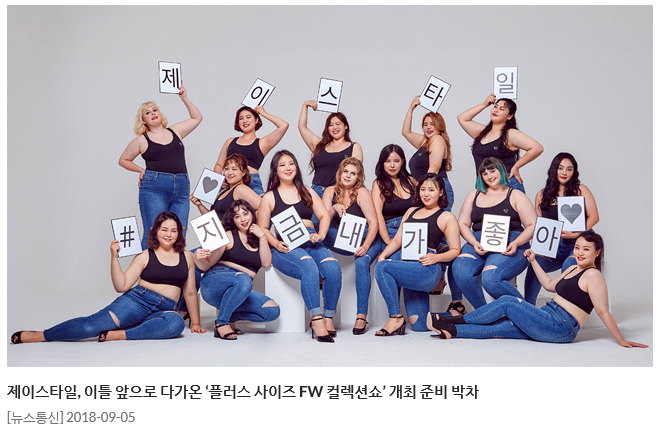 제이스타일
♥
#지금내가좋아
♥
제이스타일, 이틀 앞으로 다가온 ‘플러스 사이즈 FW 컬렉션쇼’ 개최 준비 박차
[뉴스통신] 2018-09-05